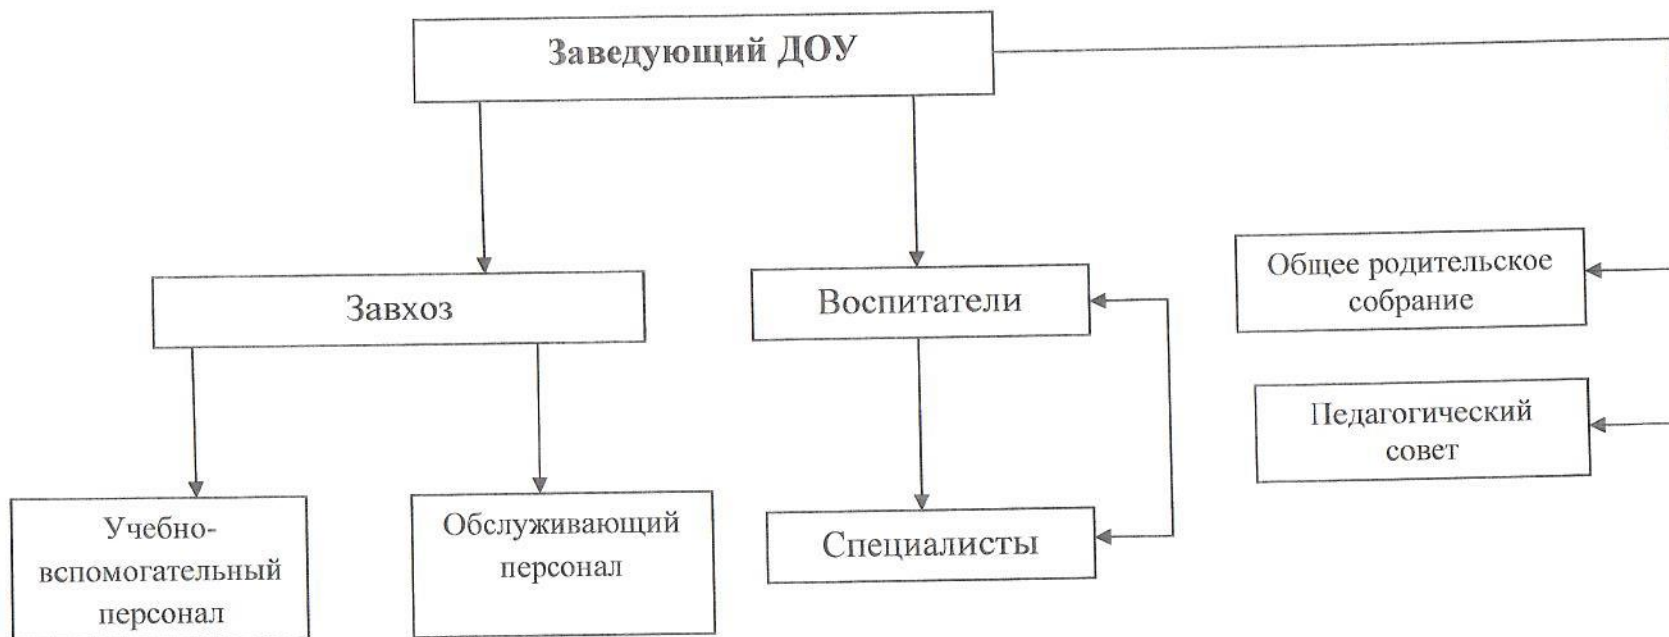 Заведующий ДОУ
Завхоз
Воспитатели
Общее родительское
собрание
Педагогический
совет
Учебно-
вспомогательный
персонал
Обслуживающий
персонал
Специалисты